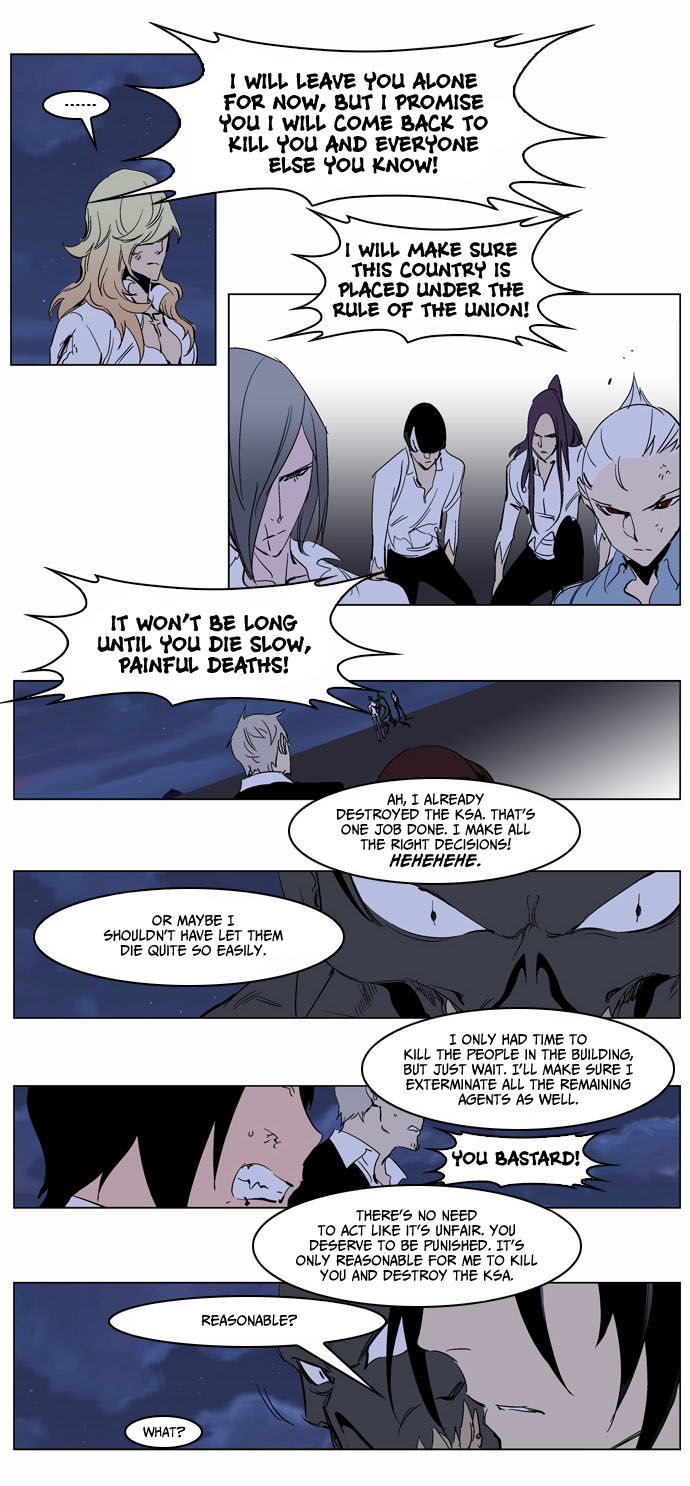 I WILL LEAVE YOU ALONE
FOR NOW, BUT I PROMISE
YOU I WILL COME BACK TO
KILL YOU AND EVERYONE
ELSE YOU KNOW!
------
I WILL MAKE SURE
THIS COUNTRY IS
PLACED UNDER THE
RULE OF THE UNION!
IT WON'T BE LONG
UNTIL YOU DIE SLOW,
PAINFUL DEATHS!
AH, I ALREADY
DESTROYED THE KSA. THAT'S
ONE JOB DONE. I MAKE ALL
THE RIGHT DECISIONS!
HEHEHEHE.
OR MAYBE I
SHOULDN'T HAVE LET THEM
DIE QUITE SO EASILY.
I ONLY HAD TIME TO
KILL THE PEOPLE IN THE BUILDING,
BUT JUST WAIT. I'LL MAKE SURE I
EXTERMINATE ALL THE REMAINING
AGENTS AS WELL.
YOU BASTARD!
THERE'S NO NEED
TO ACT LIKE IT'S UNFAIR. YOU
DESERVE TO BE PUNISHED. IT'S
ONLY REASONABLE FOR ME TO KILL
YOU AND DESTROY THE KSA.
REASONABLE?
WHAT?